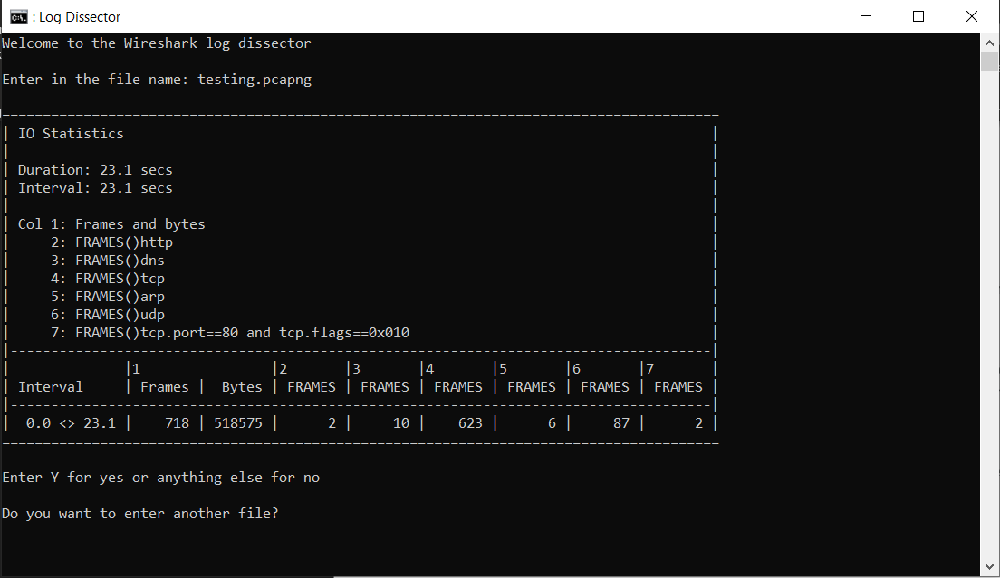 : Log Dissector
Welcome to the Wireshark log dissector
Enter in the file name: testing.pcapng
========================================================================================
| IO Statistics                                                                        |
|                                                                                      |
| Duration: 23.1 secs                                                                  |
| Interval: 23.1 secs                                                                  |
|                                                                                      |
| Col 1: Frames and bytes                                                              |
|     2: FRAMES()http                                                                  |
|     3: FRAMES()dns                                                                   |
|     4: FRAMES()tcp                                                                   |
|     5: FRAMES()arp                                                                   |
|     6: FRAMES()udp                                                                   |
|     7: FRAMES()tcp.port==80 and tcp.flags==0x010                                     |
|--------------------------------------------------------------------------------------|
|              |1                |2       |3       |4       |5       |6       |7       |
| Interval     | Frames |  Bytes | FRAMES | FRAMES | FRAMES | FRAMES | FRAMES | FRAMES |
|--------------------------------------------------------------------------------------|
|  0.0 <> 23.1 |    718 | 518575 |      2 |     10 |    623 |      6 |     87 |      2 |
========================================================================================
Enter Y for yes or anything else for no
Do you want to enter another file?